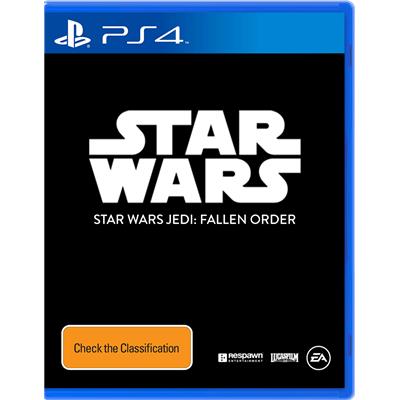 PS4
STAR
WARS
STAR WARS JEDI: FALLEN ORDER
Check the Classification
Respawn
ENTERTAINMENT
LUCASFILM
EA